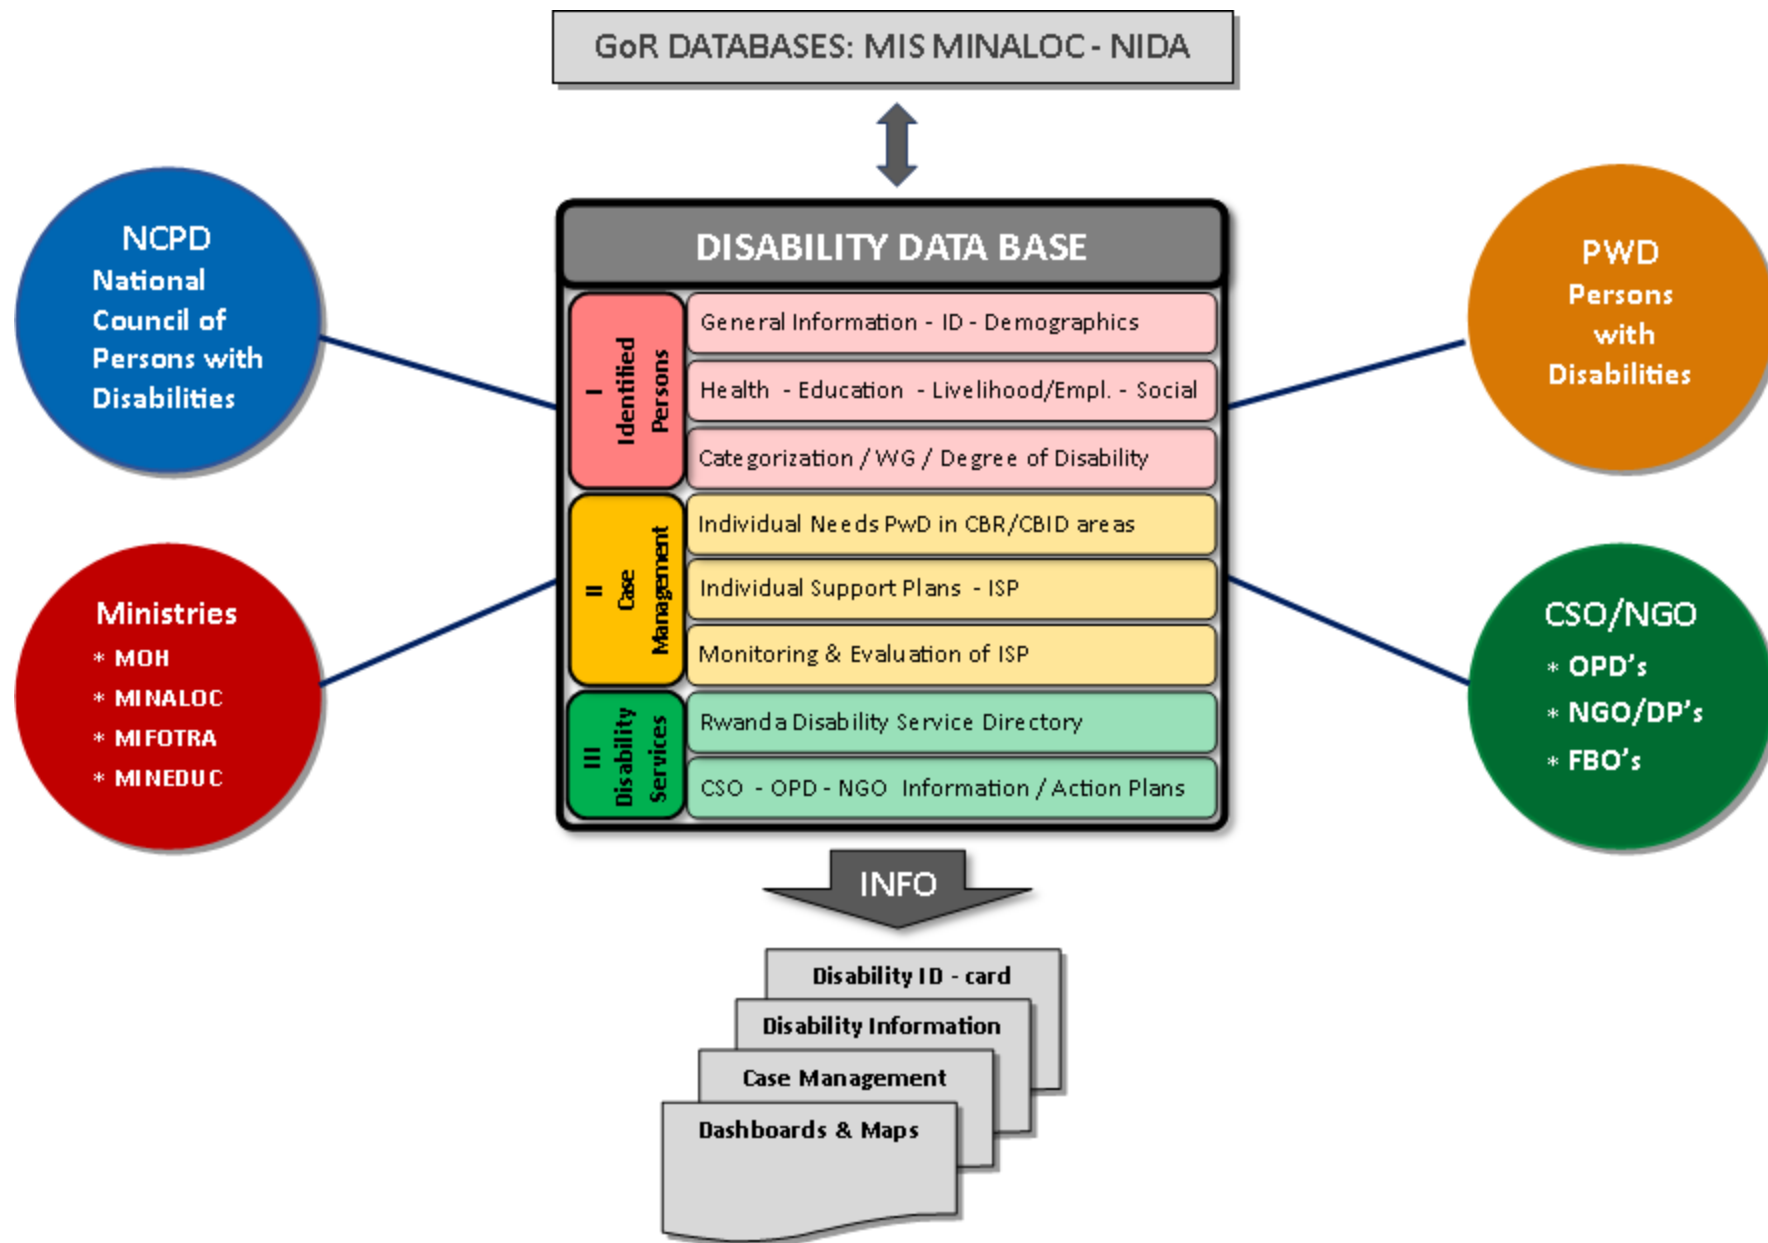 GoR DATABASES: MIS MINALOC - NIDA
NCPD
National
Council of
Persons with
Disabilities
PWD
Persons
with
Disabilities
Ministries
* MOH
* MINALOC
* MIFOTRA
* MINEDUC
CSO/NGO
* OPD's
* NGO/DP's
* FBO's
DISABILITY DATA BASE
I
Identified
Persons
General Information - ID - Demographics
Health - Education - Livelihood/Empl. - Social
Categorization / WG / Degree of Disability
II
Case
Management
Individual Needs PwD in CBR/CBID areas
Individual Support Plans - ISP
Monitoring & Evaluation of ISP
III
Disability
Services
Rwanda Disability Service Directory
CSO - OPD - NGO Information / Action Plans
INFO
Disability ID - card
Disability Information
Case Management
Dashboards & Maps